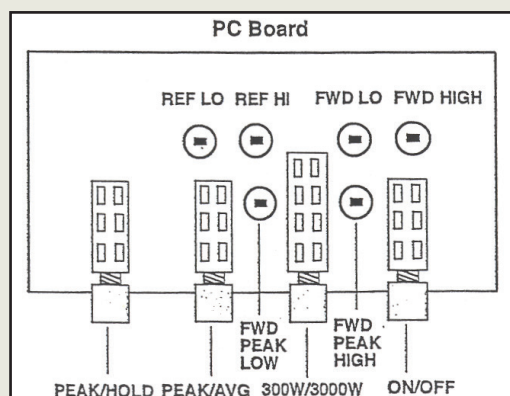 PC Board
REF LO REF HI FWD LO FWD HIGH
FWD
PEAK
LOW
FWD
PEAK
HIGH
PEAK/HOLD PEAK/AVG 300W/3000W ON/OFF